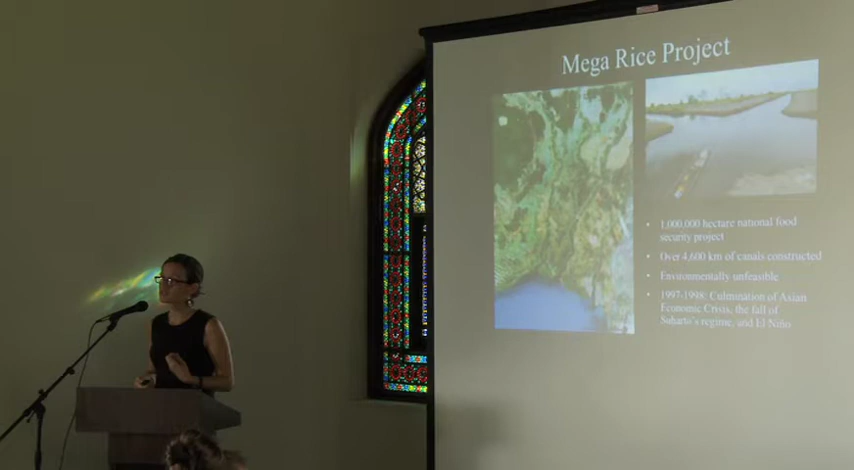 Mega Rice Project
• 1,000,000 hectare national food
security project
• Over 4,600 km of canals constructed
• Environmentally unfeasible
• 1997-1998: Culmination of Asian
Economic Crisis, the fall of
Suharto's regime, and El Niño